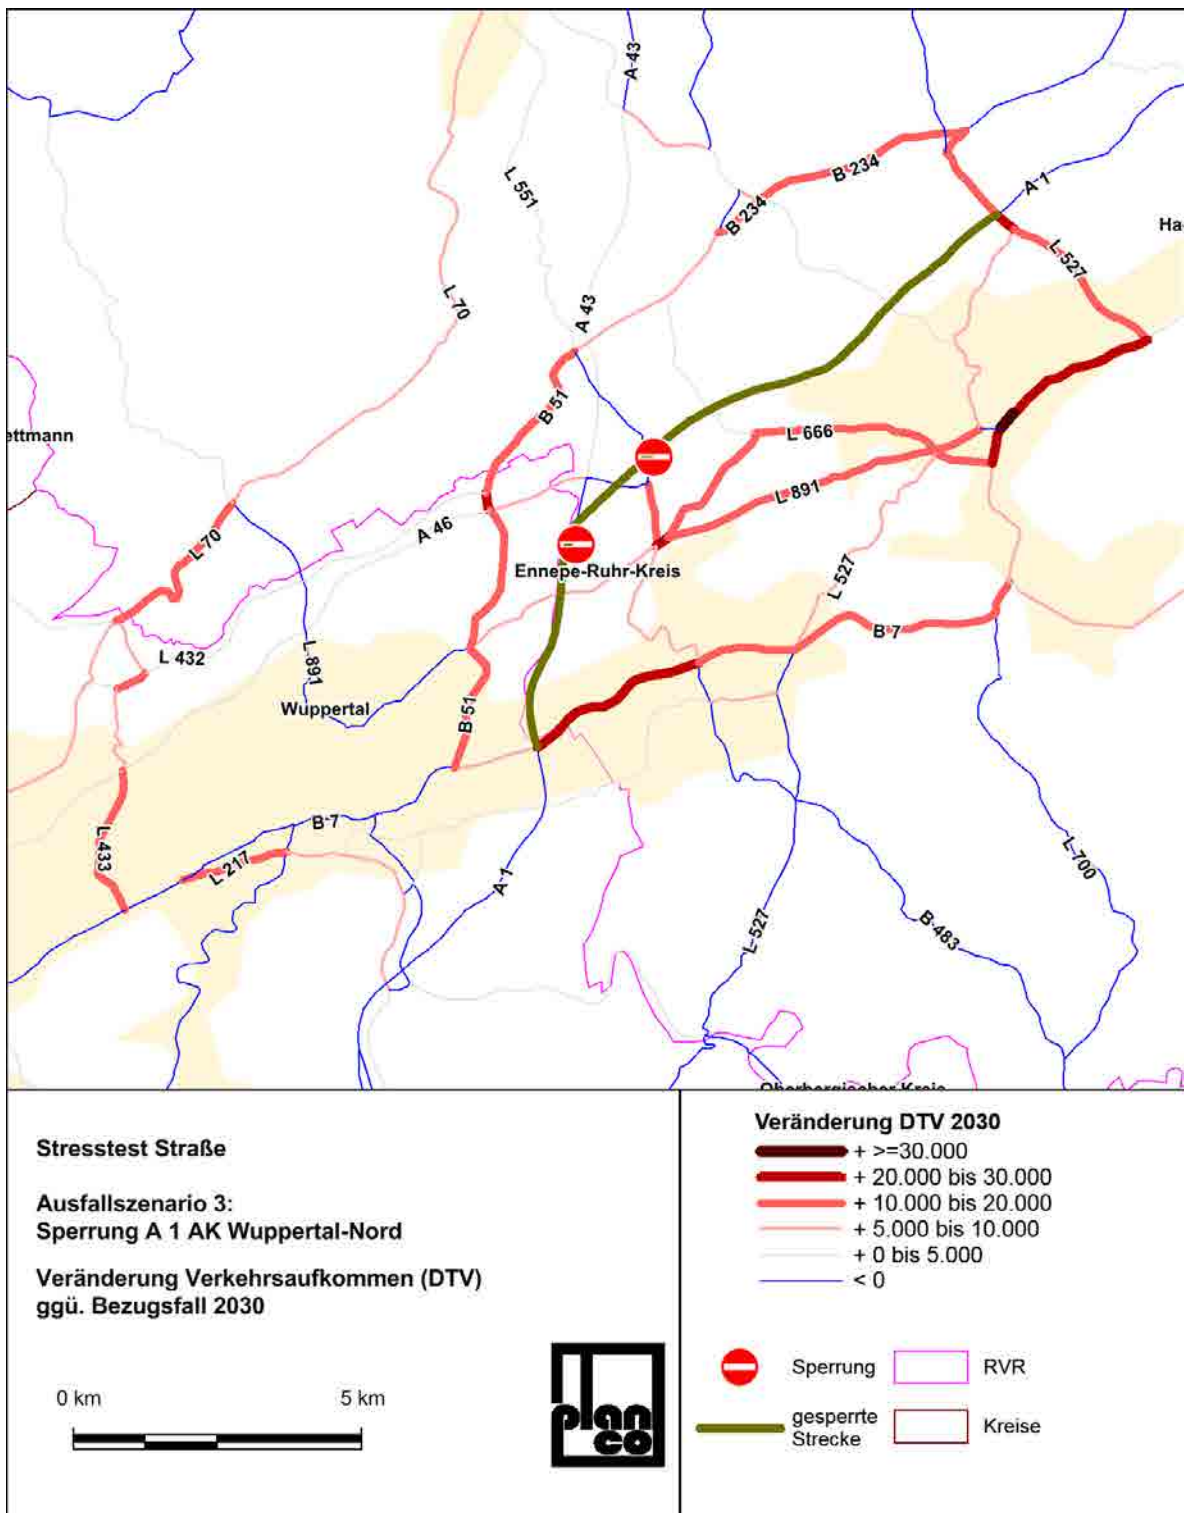 A 43
B 234
B 234
A 1
L 551
Ha-
L 527
L 70
A 43
B 51
ettmann
L 666
L 891
A 46
L 70
Ennepe-Ruhr-Kreis
L 527
B 7
L 432
L 891
Wuppertal
B 51
B 7
L 433
L 217
A 1
L 700
L 527
B 483
Oberbergischer Kreis
Stresstest Straße
Ausfallszenario 3:
Sperrung A 1 AK Wuppertal-Nord
Veränderung Verkehrsaufkommen (DTV)
ggü. Bezugsfall 2030
0 km 5 km
plan
co
Veränderung DTV 2030
+ >=30.000
+ 20.000 bis 30.000
+ 10.000 bis 20.000
+ 5.000 bis 10.000
+ 0 bis 5.000
< 0
Sperrung
RVR
gesperrte
Strecke
Kreise